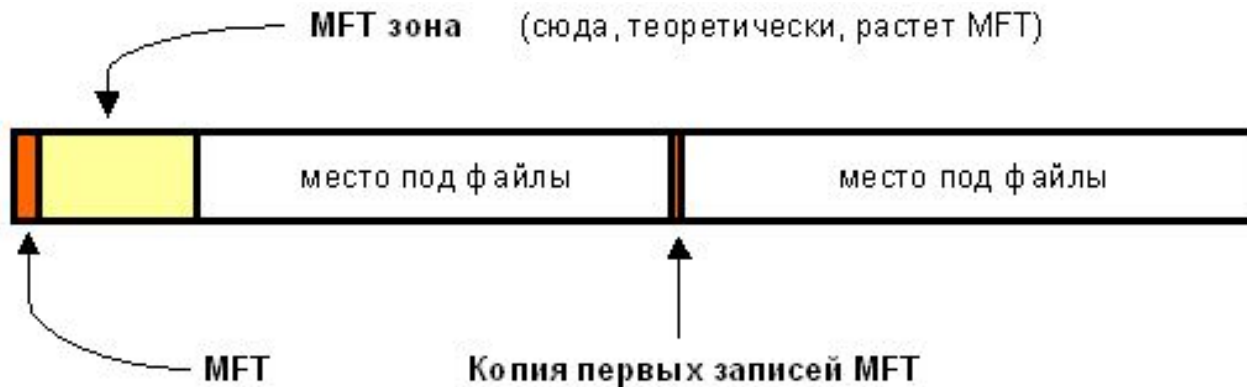 MFT зона (сюда, теоретически, растет MFT)
место под файлы место под файлы
MFT Копия первых записей MFT